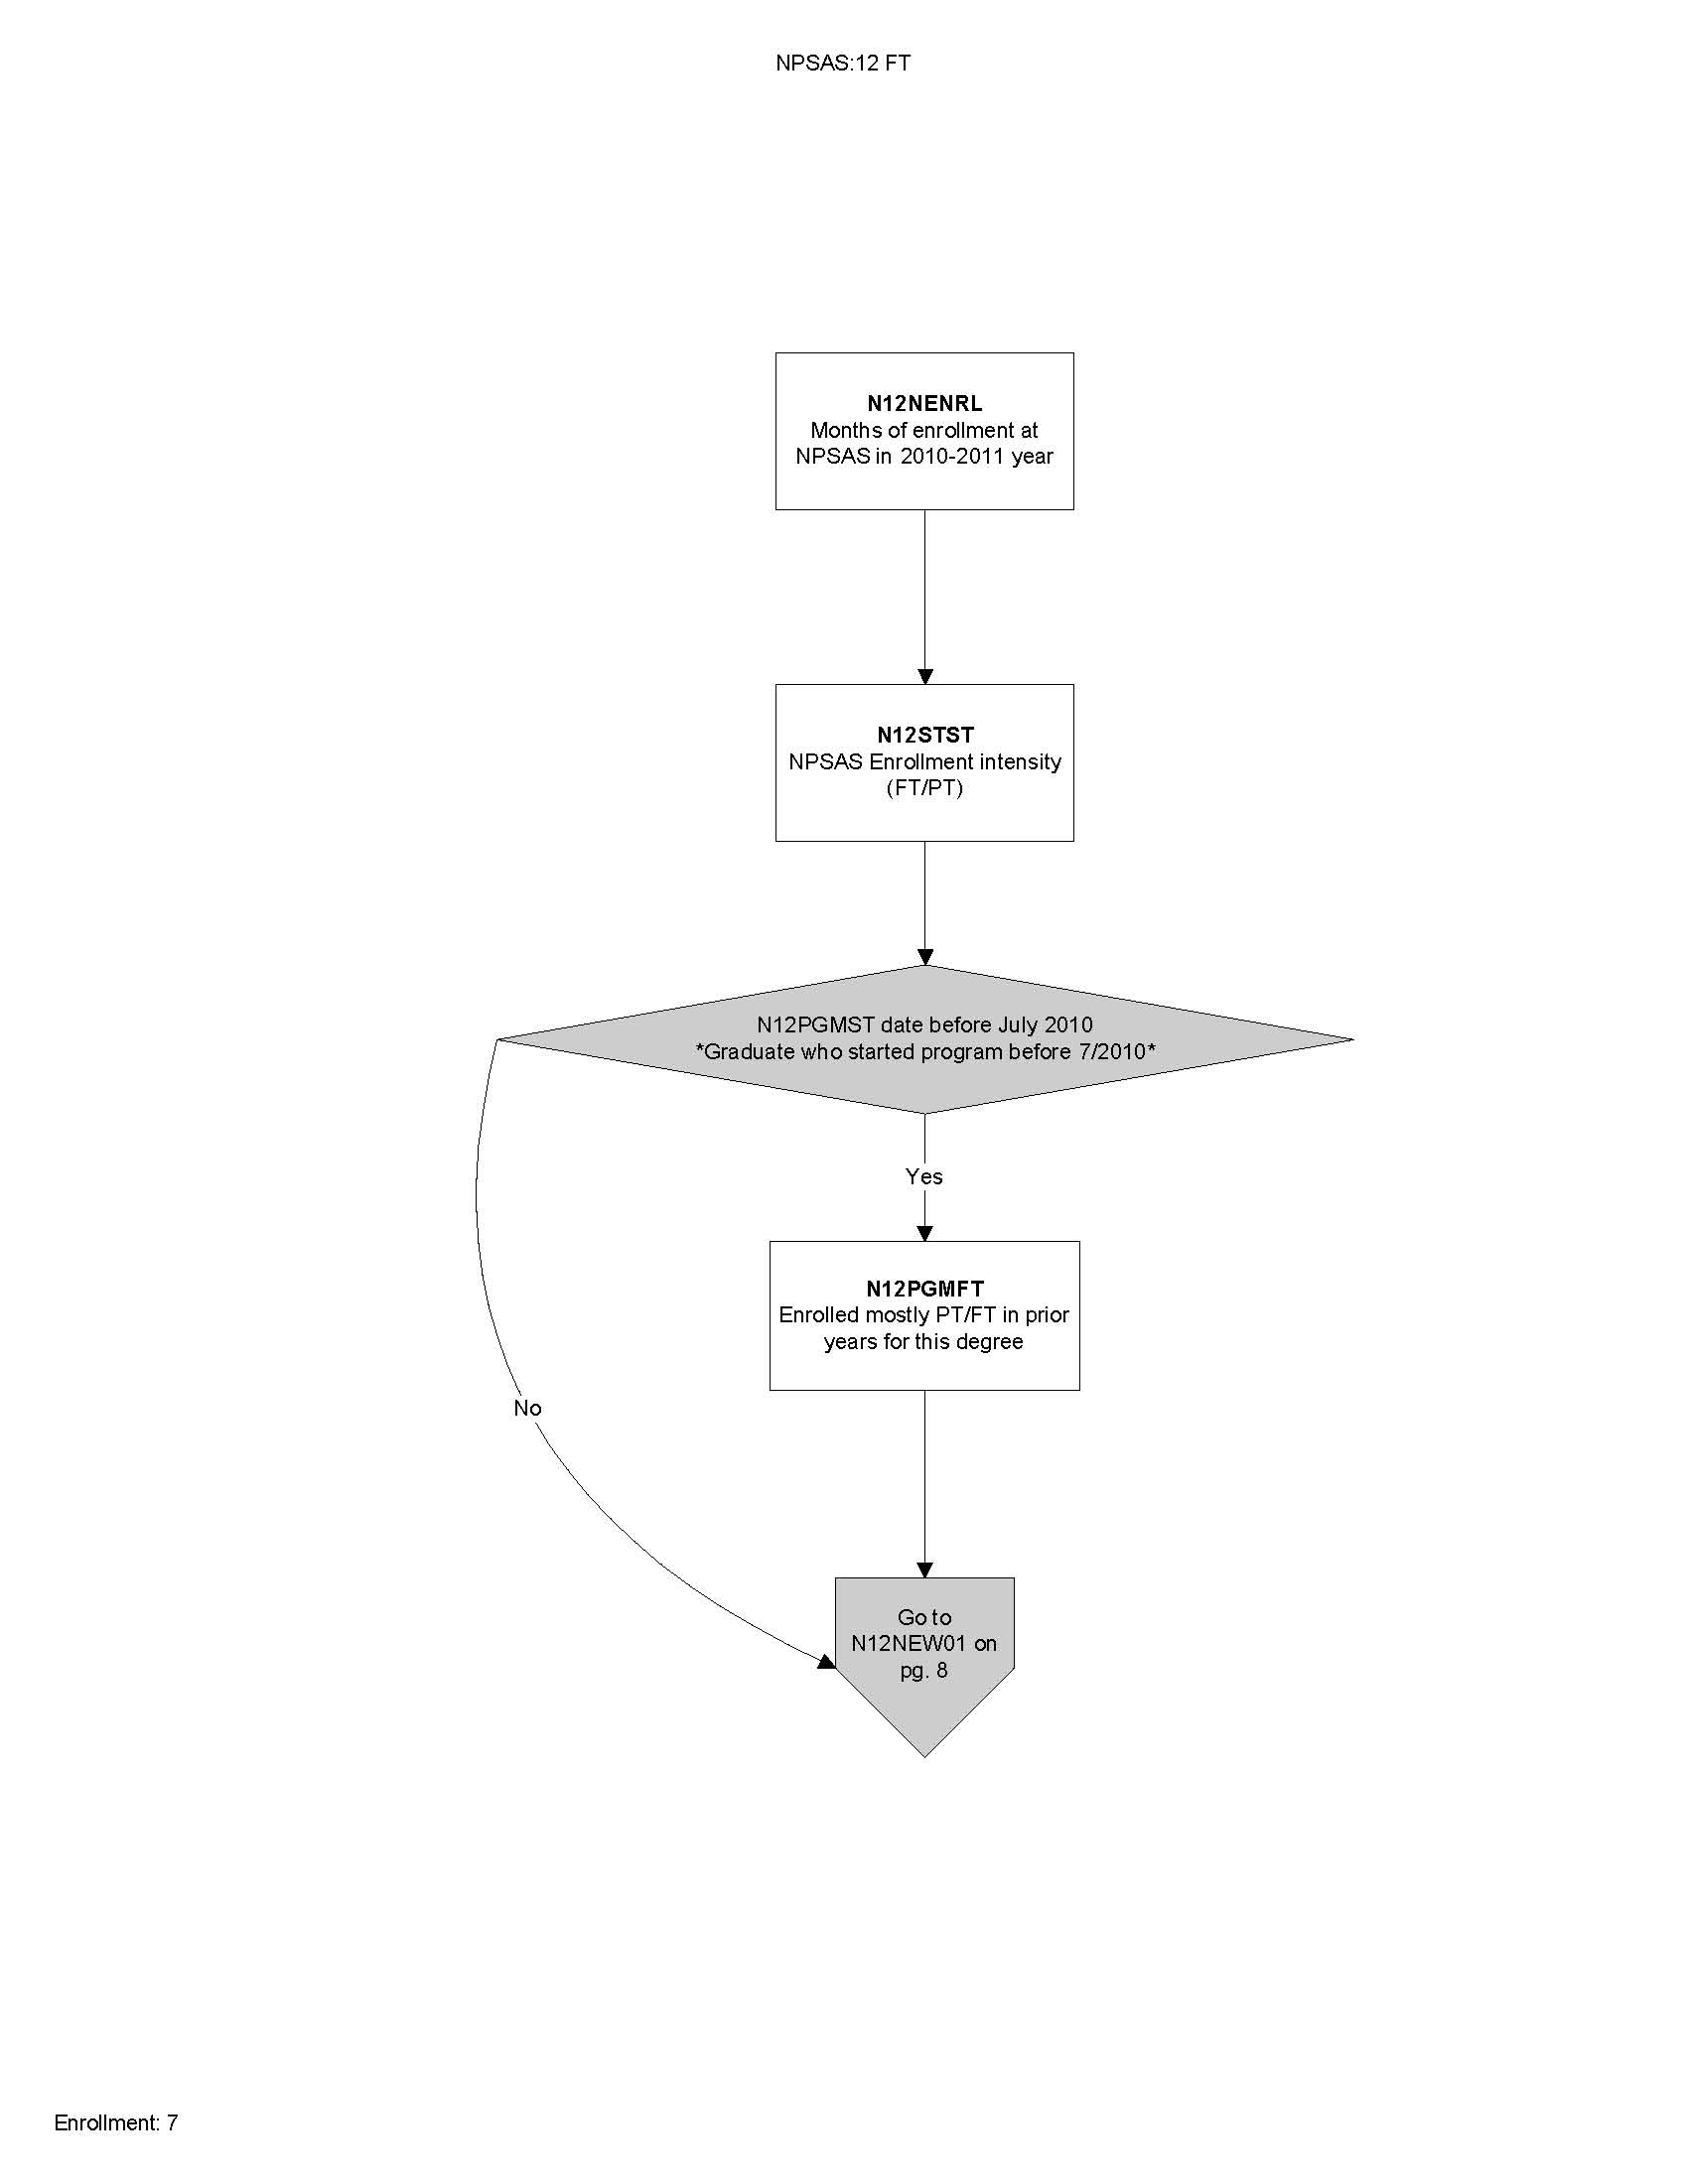 NPSAS:12 FT
N12NENRL
Months of enrollment at
NPSAS in 2010-2011 year
N12STST
NPSAS Enrollment intensity
(FT/PT)
N12PGMST date before July 2010
*Graduate who started program before 7/2010*
Yes
N12PGMFT
Enrolled mostly PT/FT in prior
years for this degree
No
Go to
N12NEW01 on
pg. 8
Enrollment: 7